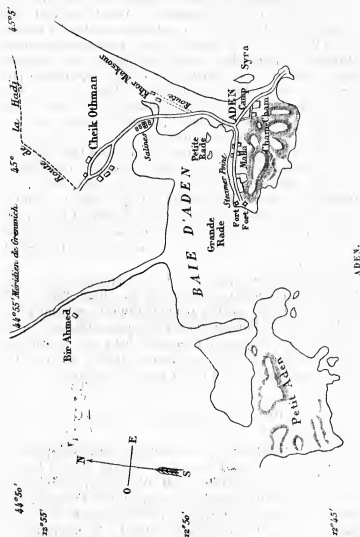 44°50'
44°55' Méridien de Greenwich
45°
45°5'
12°55'
12°50'
12°45'
N
O
E
S
Route de la Hadj
Cheik Othman
Route Khor Maksour
Salines
Bir Ahmed
BAIE D'ADEN
Petite
Rade
Grande
Rade
Steamer Point
Fort
Fort
Malla
ADEN
Camp
Syra
Champsham
Petit Aden
ADEN.